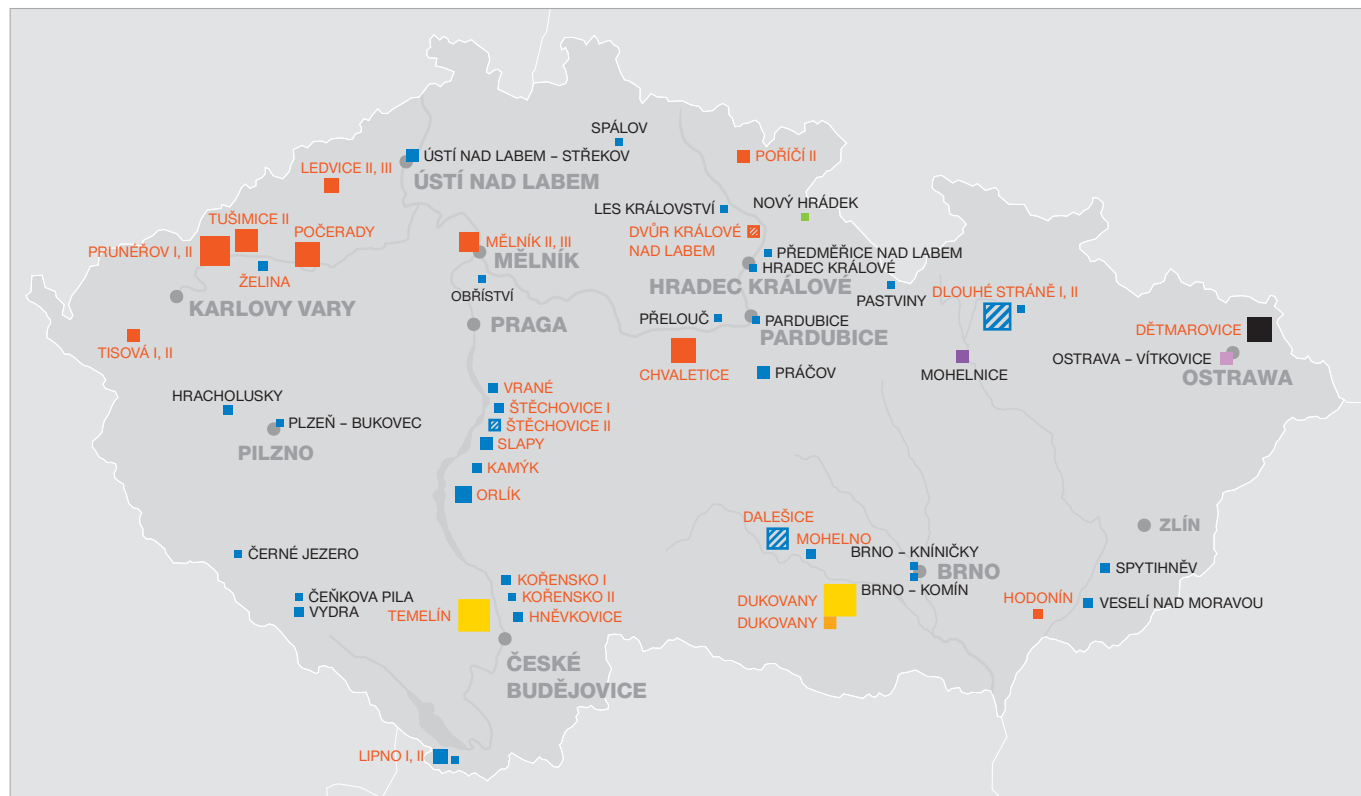 SPÁLOV
ÚSTÍ NAD LABEM – STŘEKOV
POŘÍČÍ II
LEDVICE II, III
ÚSTÍ NAD LABEM
LES KRÁLOVSTVÍ
NOVÝ HRÁDEK
TUŠIMICE II
POČERADY
PRUNÉŘOV I, II
DVŮR KRÁLOVÉ
NAD LABEM
MĚLNÍK II, III
MĚLNÍK
PŘEDMĚŘICE NAD LABEM
HRADEC KRÁLOVÉ
HRADEC KRÁLOVÉ
ŽELINA
OBŘÍSTVÍ
PASTVINY
DLOUHÉ STRÁNĚ I, II
KARLOVY VARY
PRAGA
PŘELOUČ
PARDUBICE
PARDUBICE
DĚTMAROVICE
TISOVÁ I, II
OSTRAVA – VÍTKOVICE
OSTRAWA
CHVALETICE
PRÁČOV
MOHELNICE
VRANÉ
HRACHOLUSKY
ŠTĚCHOVICE I
PLZEŇ – BUKOVEC
ŠTĚCHOVICE II
PILZNO
SLAPY
KAMÝK
ORLÍK
DALEŠICE
ZLÍN
MOHELNO
ČERNÉ JEZERO
BRNO – KNÍNIČKY
BRNO
BRNO – KOMÍN
SPYTIHNĚV
KOŘENSKO I
KOŘENSKO II
ČEŇKOVA PILA
VYDRA
TEMELÍN
HNĚVKOVICE
DUKOVANY
DUKOVANY
HODONÍN
VESELÍ NAD MORAVOU
ČESKÉ
BUDĚJOVICE
LIPNO I, II